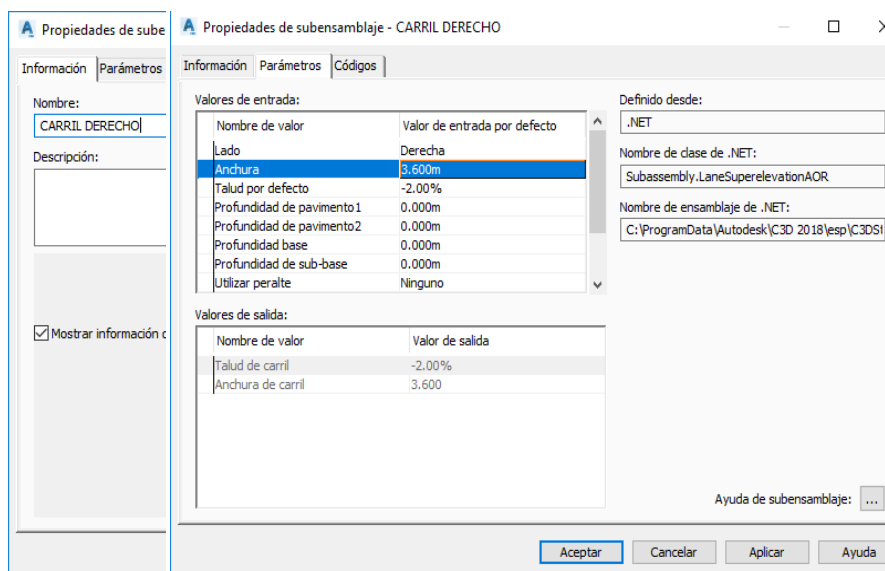 Propiedades de sube
Información Parámetros
Nombre:
CARRIL DERECHO
Descripción:
Mostrar información
Propiedades de subensamblaje - CARRIL DERECHO
Información Parámetros Códigos
Valores de entrada:
Nombre de valor Valor de entrada por defecto
Lado Derecha
Anchura 3.600m
Talud por defecto -2.00%
Profundidad de pavimento1 0.000m
Profundidad de pavimento2 0.000m
Profundidad base 0.000m
Profundidad de sub-base 0.000m
Utilizar peralte Ninguno
Valores de salida:
Nombre de valor Valor de salida
Talud de carril -2.00%
Anchura de carril 3.600
Definido desde:
.NET
Nombre de clase de .NET:
Subassembly.LaneSuperelevationAOR
Nombre de ensamblaje de .NET:
C:\ProgramData\Autodesk\C3D 2018\esp\C3DSt
Ayuda de subensamblaje: ...
Aceptar Cancelar Aplicar Ayuda